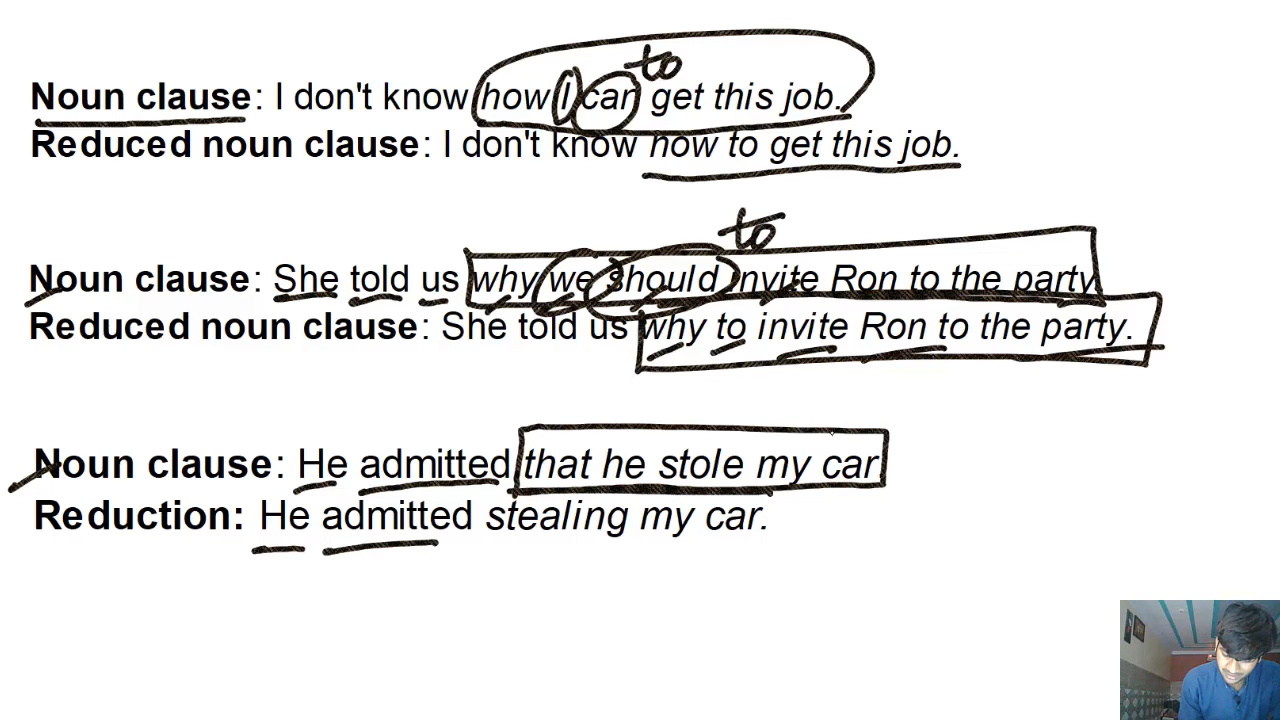 to
Noun clause: I don't know how I can get this job.
Reduced noun clause: I don't know how to get this job.
to
Noun clause: She told us why we should invite Ron to the party
Reduced noun clause: She told us why to invite Ron to the party.
Noun clause: He admitted that he stole my car
Reduction: He admitted stealing my car.